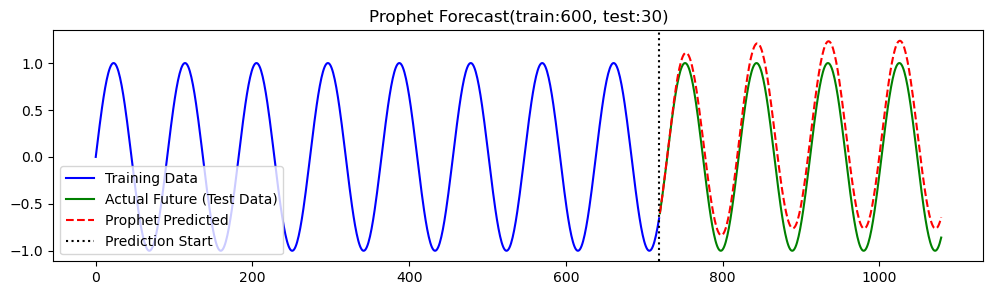 Prophet Forecast(train:600, test:30)
1.0
0.5
0.0
−0.5
−1.0
Training Data
Actual Future (Test Data)
Prophet Predicted
Prediction Start
0
200
400
600
800
1000